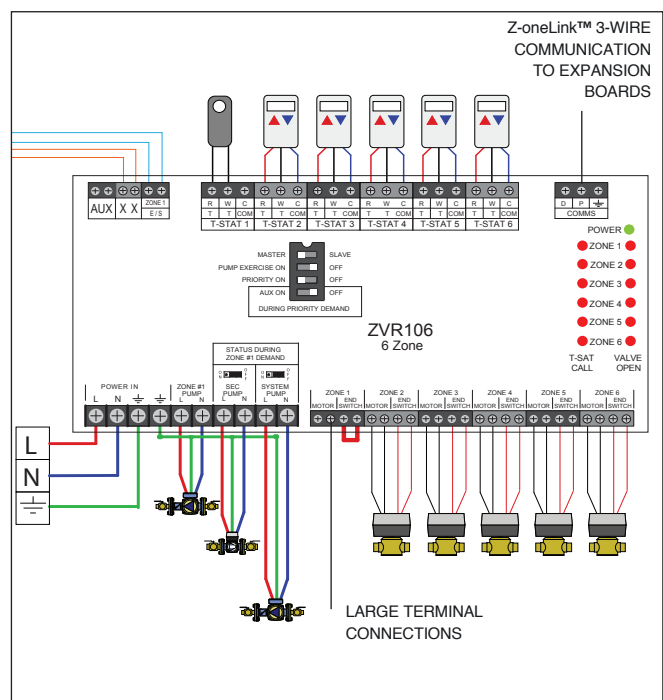 Z-oneLink™ 3-WIRE
COMMUNICATION
TO EXPANSION
BOARDS
AUX X X ZONE 1
E / S
R W C R W C R W C R W C R W C R W C
T T COM T T COM T T COM T T COM T T COM T T COM
T-STAT 1 T-STAT 2 T-STAT 3 T-STAT 4 T-STAT 5 T-STAT 6
D P
COMMS
POWER
ZONE 1
ZONE 2
ZONE 3
ZONE 4
ZONE 5
ZONE 6
T-SAT
CALL
VALVE
OPEN
MASTER SLAVE
PUMP EXERCISE ON OFF
PRIORITY ON OFF
AUX ON OFF
DURING PRIORITY DEMAND
ZVR106
6 Zone
STATUS DURING
ZONE #1 DEMAND
ON OFF ON OFF
POWER IN
L N
ZONE #1
PUMP
L N
SEC
PUMP
L N
SYSTEM
PUMP
L N
ZONE 1
MOTOR END
SWITCH
ZONE 2
MOTOR END
SWITCH
ZONE 3
MOTOR END
SWITCH
ZONE 4
MOTOR END
SWITCH
ZONE 5
MOTOR END
SWITCH
ZONE 6
MOTOR END
SWITCH
L
N
LARGE TERMINAL
CONNECTIONS